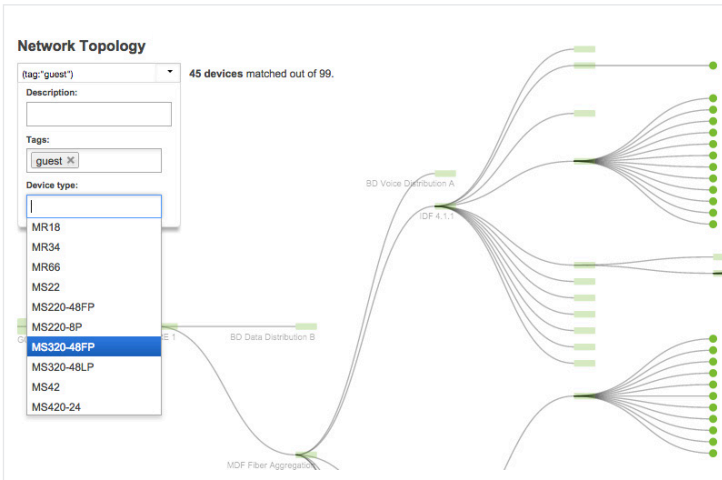 Network Topology
(tag:"guest")
45 devices matched out of 99.
Description:
Tags:
guest ×
Device type:
MR18
MR34
MR66
MS22
MS220-48FP
MS220-8P
MS320-48FP
MS320-48LP
MS42
MS420-24
BD Voice Distribution A
IDF 4.1.1
E 1
BD Data Distribution B
MDF Fiber Aggregation